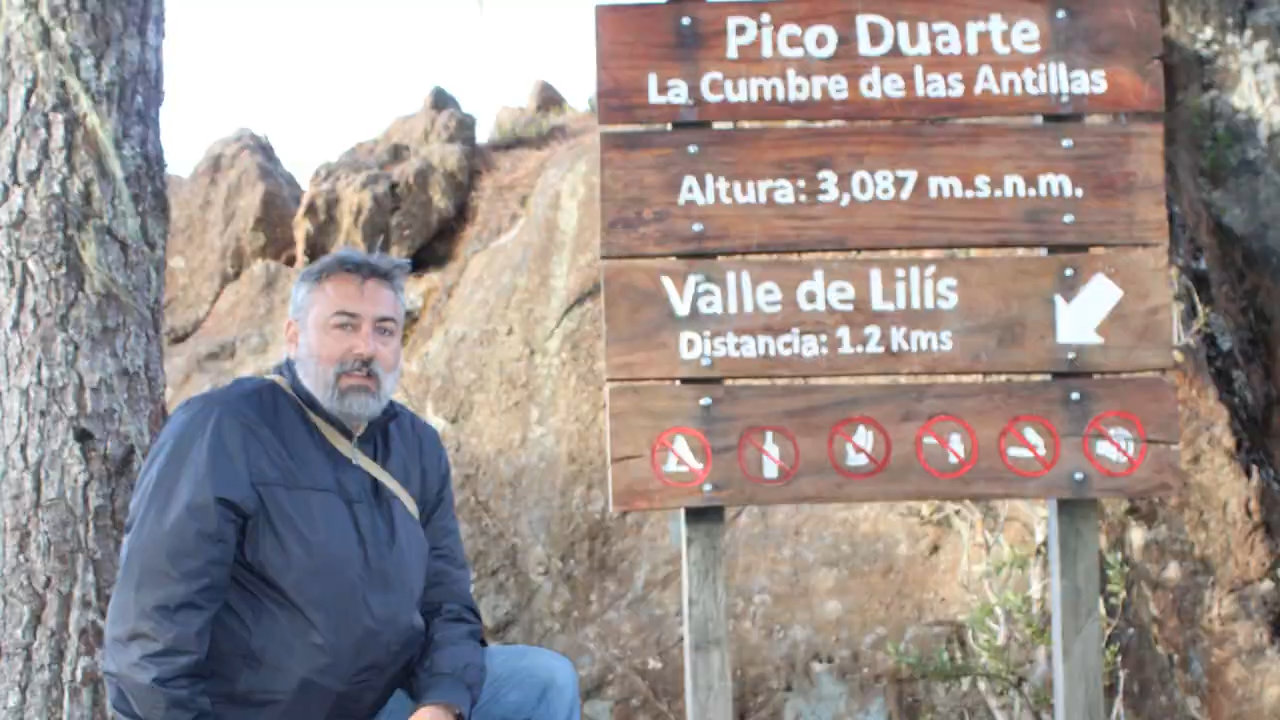 Pico Duarte
La Cumbre de las Antillas
Altura: 3,087 m.s.n.m.
Valle de Lilís
Distancia: 1.2 Kms